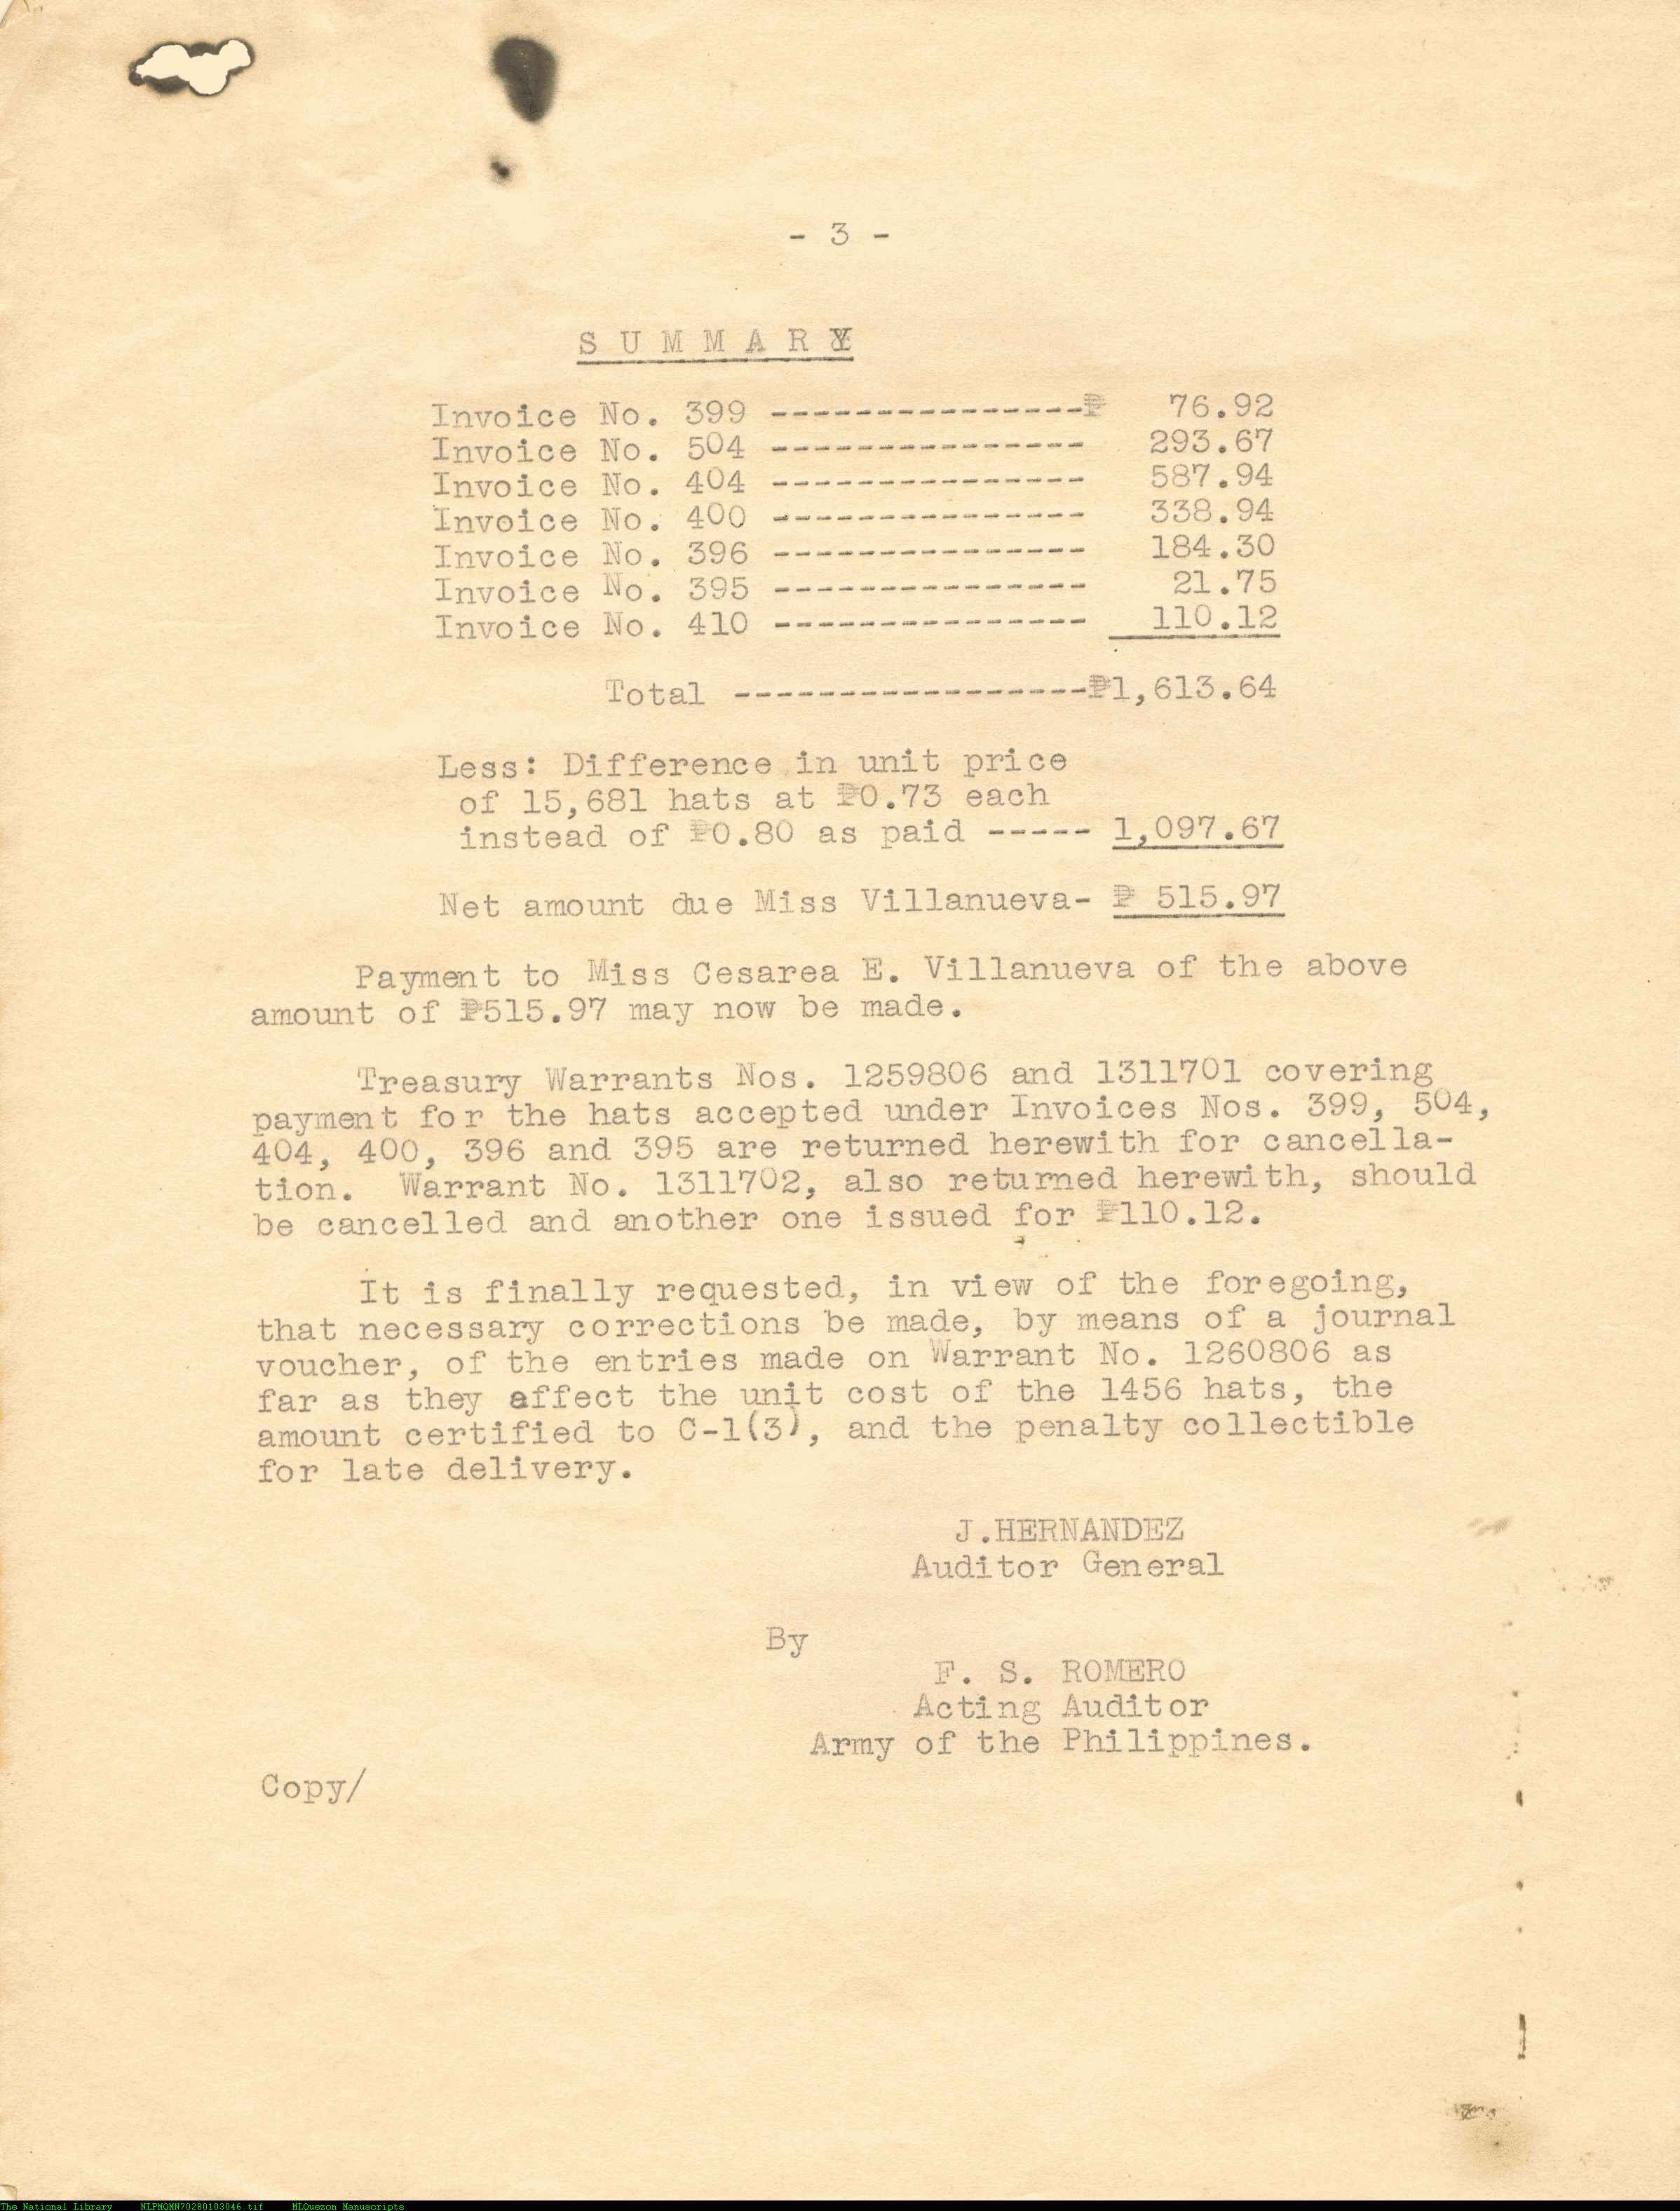 - 3 -
S U M M A R Y
Invoice No. 399 ---------------₱ 76.92
Invoice No. 504 --------------- 293.67
Invoice No. 404 --------------- 587.94
Invoice No. 400 --------------- 338.94
Invoice No. 396 --------------- 184.30
Invoice No. 395 --------------- 21.75
Invoice No. 410 --------------- 110.12
Total -----------------₱1,613.64
Less: Difference in unit price
of 15,681 hats at ₱0.73 each
instead of ₱0.80 as paid ----- 1,097.67
Net amount due Miss Villanueva- ₱ 515.97
Payment to Miss Cesarea E. Villanueva of the above
amount of ₱515.97 may now be made.
Treasury Warrants Nos. 1259806 and 1311701 covering
payment for the hats accepted under Invoices Nos. 399, 504,
404, 400, 396 and 395 are returned herewith for cancella-
tion. Warrant No. 1311702, also returned herewith, should
be cancelled and another one issued for ₱110.12.
It is finally requested, in view of the foregoing,
that necessary corrections be made, by means of a journal
voucher, of the entries made on Warrant No. 1260806 as
far as they affect the unit cost of the 1456 hats, the
amount certified to C-1(3), and the penalty collectible
for late delivery.
J.HERNANDEZ
Auditor General
By
F. S. ROMERO
Acting Auditor
Army of the Philippines.
Copy/
The National Library NLPMQMN70280103046.tif MLQuezon Manuscripts